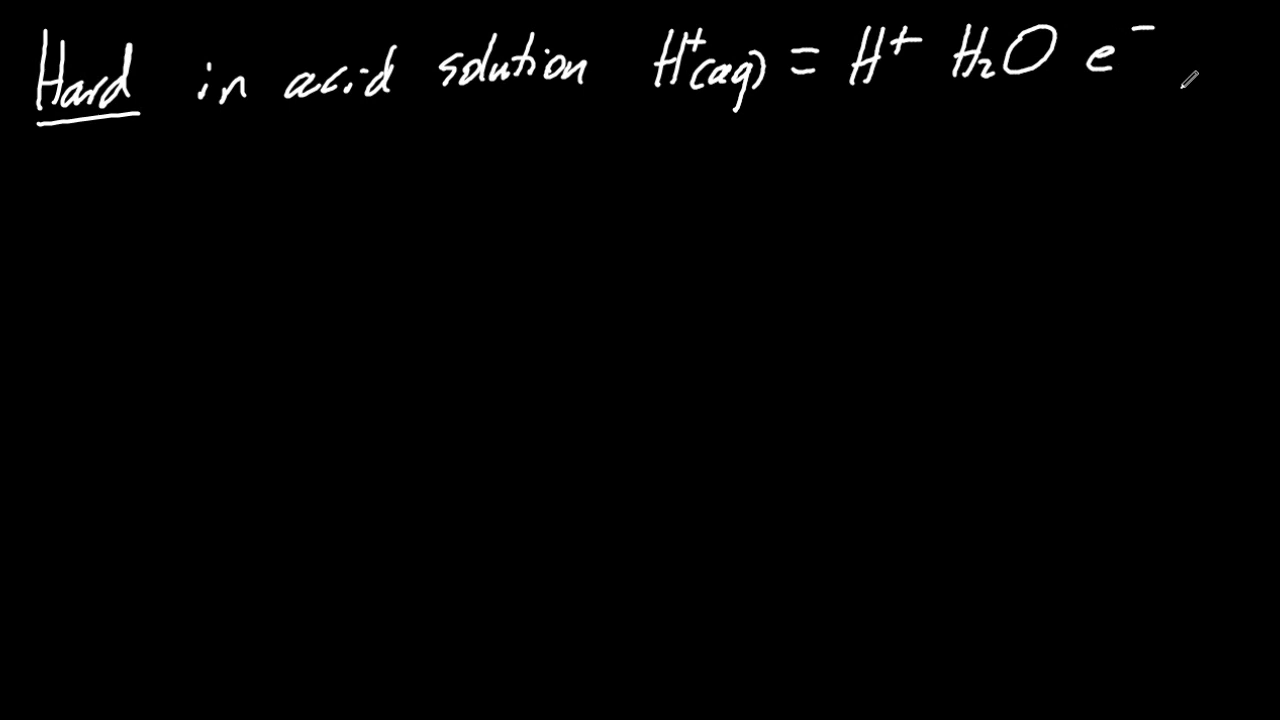 Hard in acid solution H⁺(aq) = H⁺ H₂O e⁻